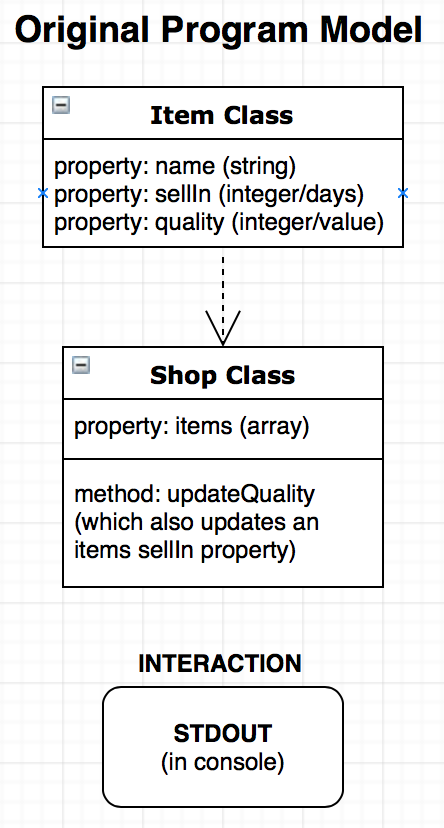 Original Program Model
Item Class
property: name (string)
property: sellIn (integer/days)
property: quality (integer/value)
Shop Class
property: items (array)
method: updateQuality
(which also updates an
items sellIn property)
INTERACTION
STDOUT
(in console)